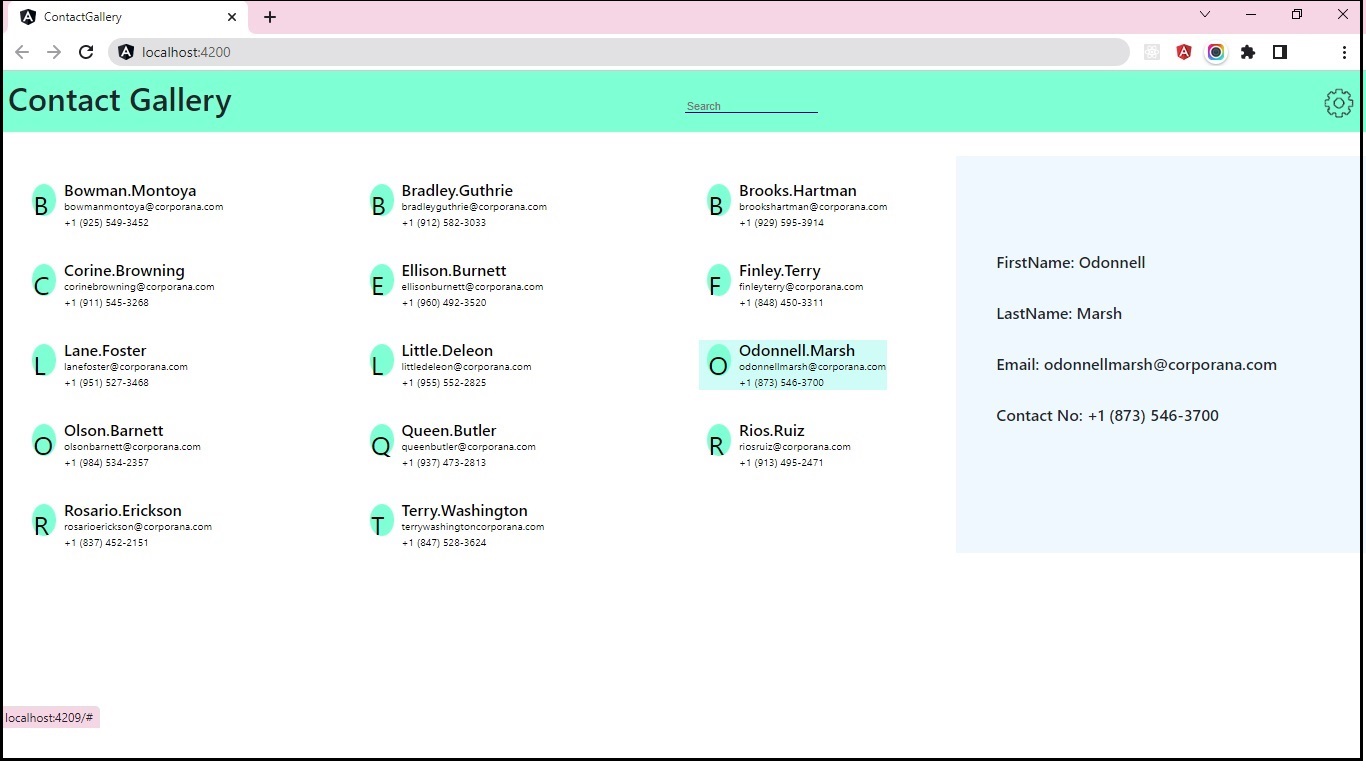 ContactGallery
localhost:4200
Contact Gallery
Search
B
Bowman.Montoya
bowmanmontoya@corporana.com
+1 (925) 549-3452
B
Bradley.Guthrie
bradleyguthrie@corporana.com
+1 (912) 582-3033
B
Brooks.Hartman
brookshartman@corporana.com
+1 (929) 595-3914
C
Corine.Browning
corinebrowning@corporana.com
+1 (911) 545-3268
E
Ellison.Burnett
ellisonburnett@corporana.com
+1 (960) 492-3520
F
Finley.Terry
finleyterry@corporana.com
+1 (848) 450-3311
L
Lane.Foster
lanefoster@corporana.com
+1 (951) 527-3468
L
Little.Deleon
littledeleon@corporana.com
+1 (955) 552-2825
O
Odonnell.Marsh
odonnellmarsh@corporana.com
+1 (873) 546-3700
O
Olson.Barnett
olsonbarnett@corporana.com
+1 (984) 534-2357
Q
Queen.Butler
queenbutler@corporana.com
+1 (937) 473-2813
R
Rios.Ruiz
riosruiz@corporana.com
+1 (913) 495-2471
R
Rosario.Erickson
rosarioerickson@corporana.com
+1 (837) 452-2151
T
Terry.Washington
terrywashingtoncorporana.com
+1 (847) 528-3624
FirstName: Odonnell
LastName: Marsh
Email: odonnellmarsh@corporana.com
Contact No: +1 (873) 546-3700
localhost:4209/#